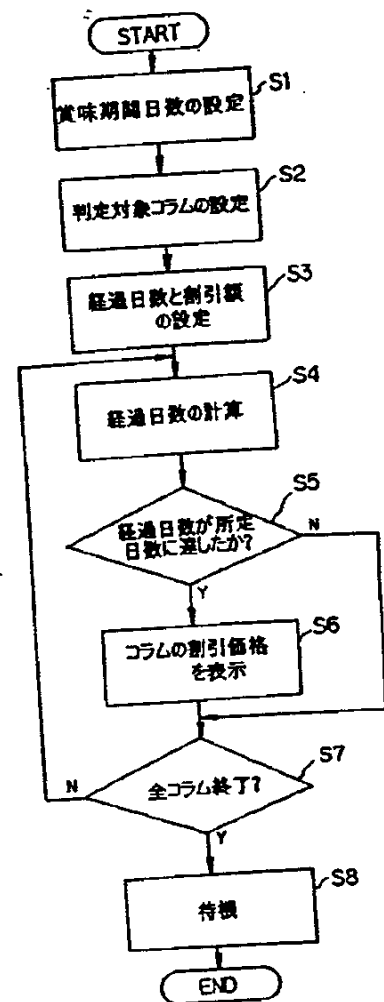 START
S1
賞味期間日数の設定
S2
判定対象コラムの設定
S3
経過日数と割引額
の設定
S4
経過日数の計算
S5
経過日数が所定
日数に達したか?
N
Y
S6
コラムの割引価格
を表示
S7
全コラム終了?
N
Y
S8
待機
END